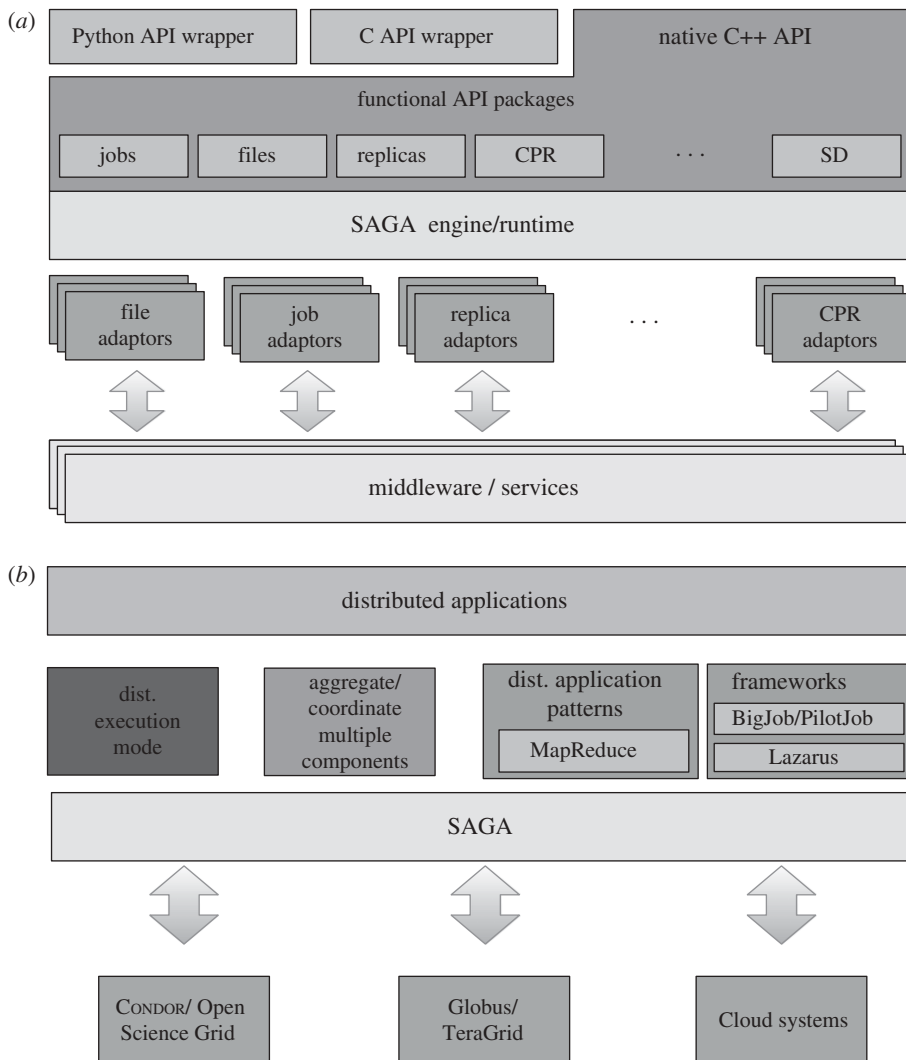 (a)
Python API wrapper
C API wrapper
native C++ API
functional API packages
jobs
files
replicas
CPR
. . .
SD
SAGA engine/runtime
file
adaptors
job
adaptors
replica
adaptors
. . .
CPR
adaptors
middleware / services
(b)
distributed applications
dist.
execution
mode
aggregate/
coordinate
multiple
components
dist. application
patterns
MapReduce
frameworks
BigJob/PilotJob
Lazarus
SAGA
CONDOR/ Open
Science Grid
Globus/
TeraGrid
Cloud systems